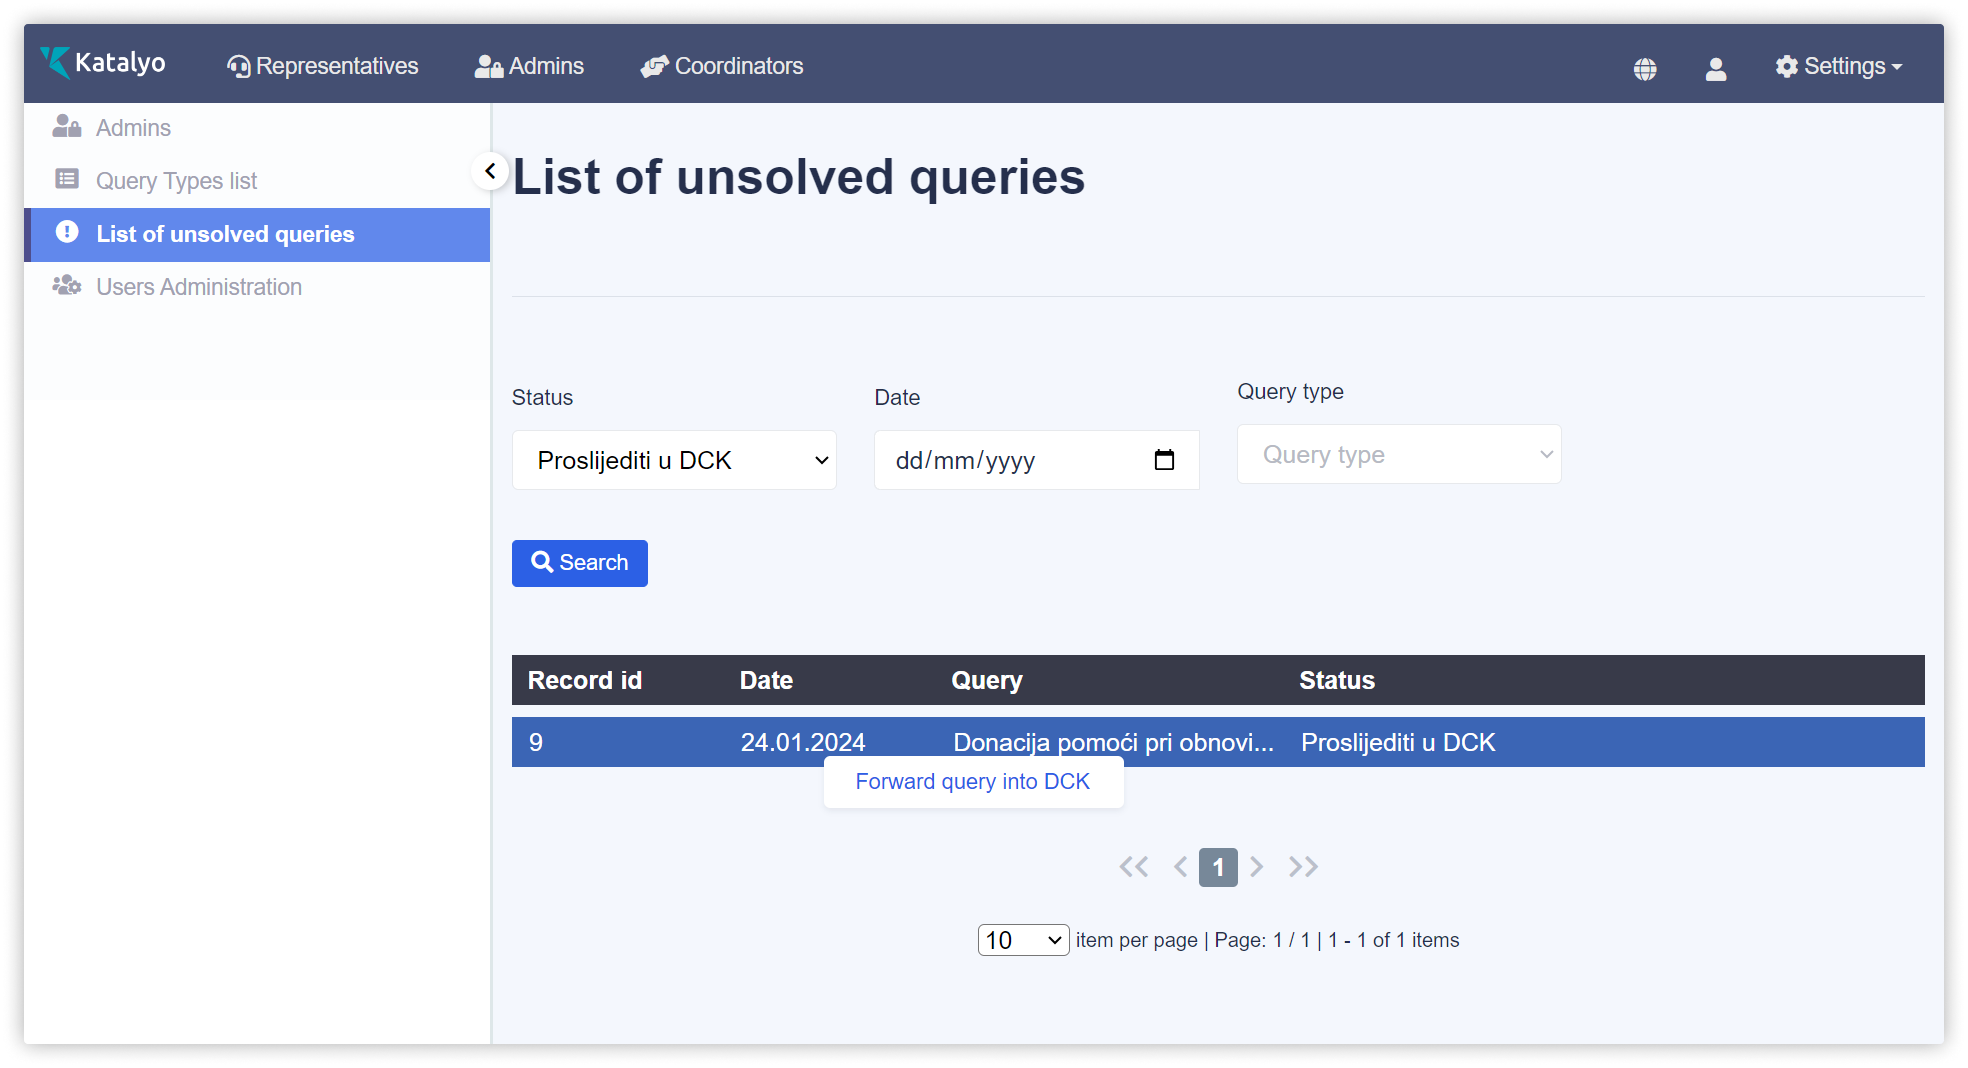 Katalyo Representatives Admins Coordinators Settings
Admins
Query Types list
List of unsolved queries
Users Administration
List of unsolved queries
Status Date Query type
Proslijediti u DCK dd/mm/yyyy Query type
Search
Record id Date Query Status
9 24.01.2024 Donacija pomoći pri obnovi... Proslijediti u DCK
Forward query into DCK
<< < 1 > >>
10 item per page | Page: 1 / 1 | 1 - 1 of 1 items